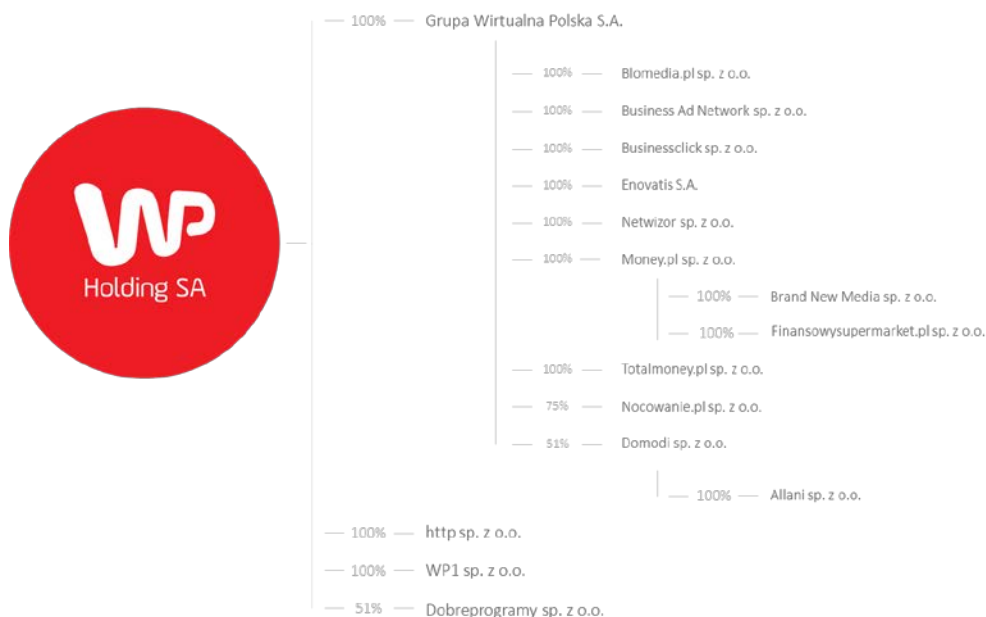 100% Grupa Wirtualna Polska S.A.
100% Blomedia.pl sp. z o.o.
100% Business Ad Network sp. z o.o.
100% Businessclick sp. z o.o.
100% Enovatis S.A.
100% Netwizor sp. z o.o.
100% Money.pl sp. z o.o.
100% Brand New Media sp. z o.o.
100% Finansowysupermarket.pl sp. z o.o.
100% Totalmoney.pl sp. z o.o.
75% Nocowanie.pl sp. z o.o.
51% Domodi sp. z o.o.
100% Allani sp. z o.o.
WP
Holding SA
100% http sp. z o.o.
100% WP1 sp. z o.o.
51% Dobreprogramy sp. z o.o.